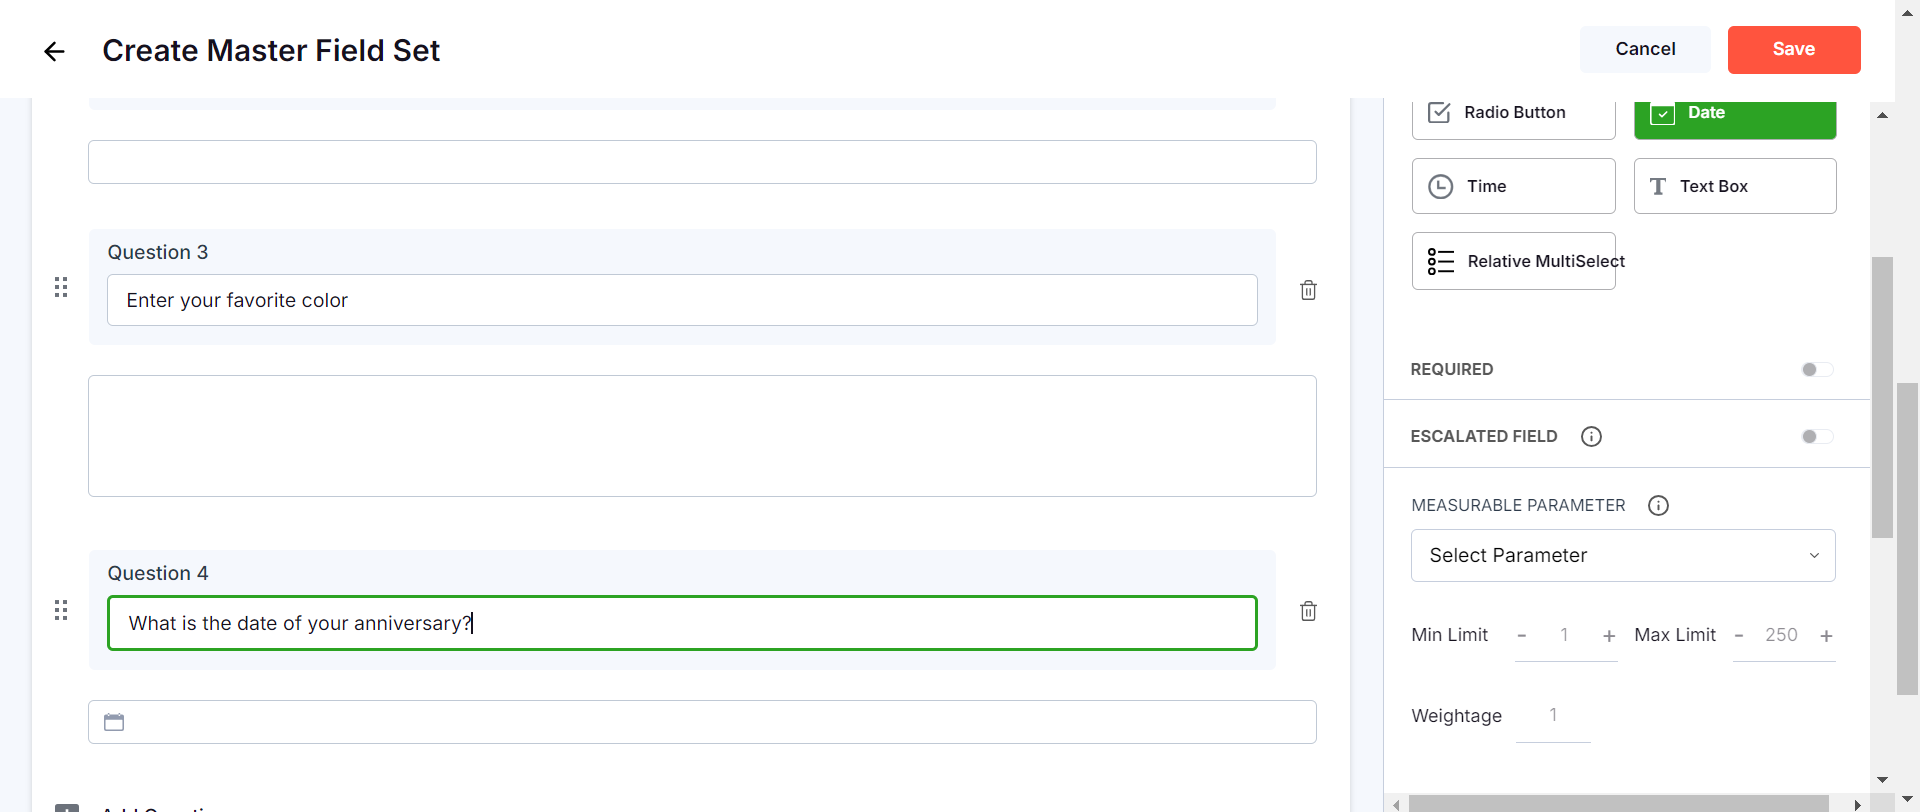 Create Master Field Set
Cancel
Save
Radio Button
Date
Time
Text Box
Relative MultiSelect
Question 3
Enter your favorite color
REQUIRED
ESCALATED FIELD
MEASURABLE PARAMETER
Select Parameter
Question 4
What is the date of your anniversary?
Min Limit - 1 + Max Limit - 250 +
Weightage 1